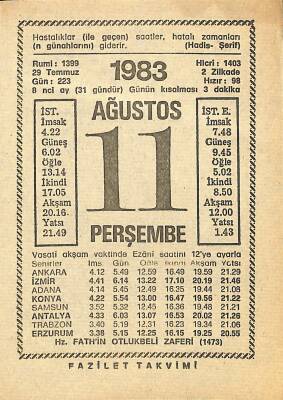 Hastalıklar (ile geçen) saatler, hatalı zamanları
(n günahlarını) giderir. (Hadis- Şerif)
Rumi: 1399
29 Temmuz
Gün: 223
1983
Hicri: 1403
2 Zilkade
Hızır: 98
8 nci ay (31 gündür) Günün kısalması 3 dakika
AĞUSTOS
11
PERŞEMBE
İST.
İmsak
4.22
Güneş
6.02
Öğle
13.14
İkindi
17.05
Akşam
20.16
Yatsı
21.49
İST. E.
İmsak
7.48
Güneş
9.45
Öğle
5.02
İkindi
8.50
Akşam
12.00
Yatsı
1.43
Vasati akşam vaktinde Ezâni saatini 12'ye ayarla
Şehirler İms Gün Öğle İkindi Akşam Yatsı
ANKARA 4.12 5.49 12.59 16.49 19.59 21.29
İZMİR 4.41 6.14 13.22 17.10 20.19 21.46
ADANA 4.14 5.45 12.49 16.35 19.44 21.08
KONYA 4.22 5.54 13.00 16.47 19.56 21.22
SAMSUN 3.52 5.32 12.45 16.36 19.48 21.21
ANTALYA 4.33 6.01 13.07 16.53 20.02 21.26
TRABZON 3.40 5.19 12.31 16.23 19.34 21.06
ERZURUM 3.38 5.15 12.25 16.15 19.25 20.55
Hz. FATİH'İN OTLUKBELİ ZAFERİ (1473)
FAZİLET TAKVİMİ